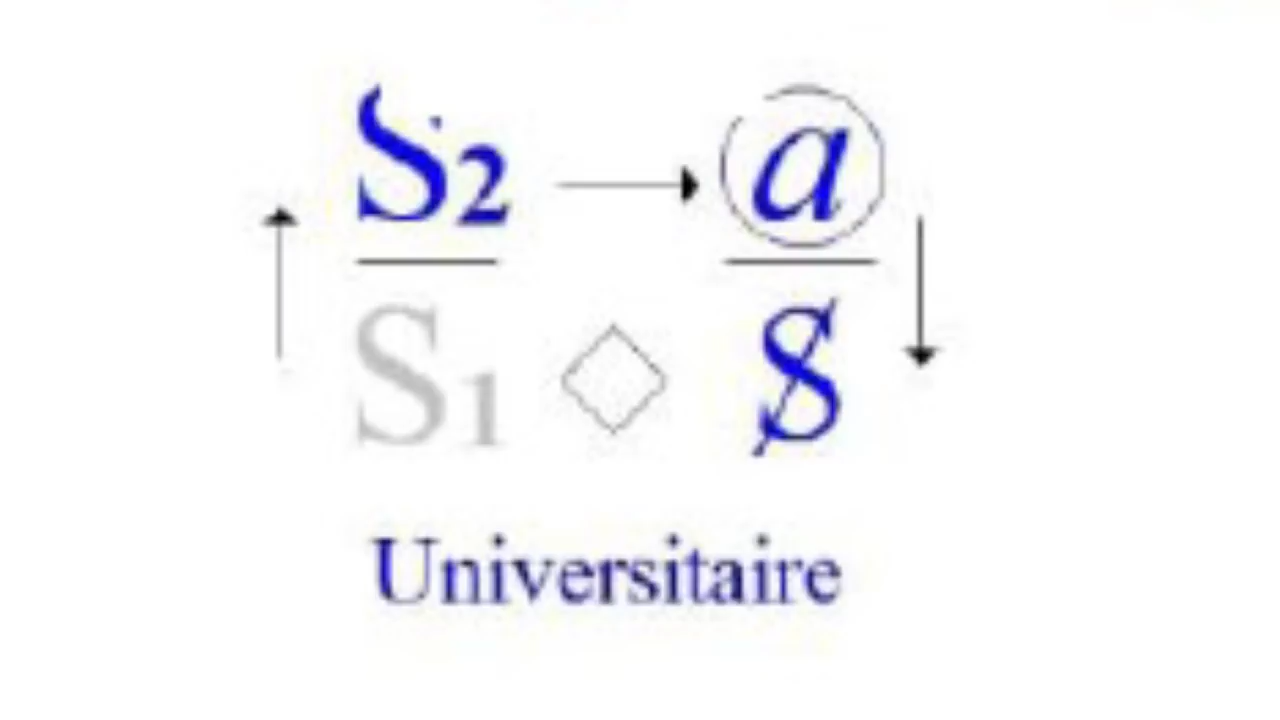 S2 → a
S1 ◇ $
Universitaire